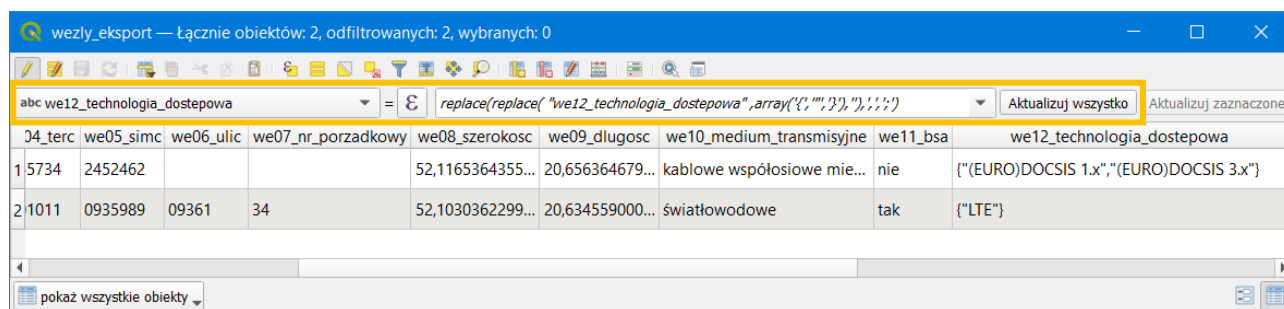 wezly_eksport — Łącznie obiektów: 2, odfiltrowanych: 2, wybranych: 0
abc we12_technologia_dostepowa = ε replace(replace( "we12_technologia_dostepowa" ,array('{','"','}'),''),',',';') Aktualizuj wszystko Aktualizuj zaznaczone
04_terc we05_simc we06_ulic we07_nr_porzadkowy we08_szerokosc we09_dlugosc we10_medium_transmisyjne we11_bsa we12_technologia_dostepowa
1 5734 2452462 52,1165364355... 20,656364679... kablowe współosiowe mie... nie {"(EURO)DOCSIS 1.x","(EURO)DOCSIS 3.x"}
2 1011 0935989 09361 34 52,1030362299... 20,634559000... światłowodowe tak {"LTE"}
pokaż wszystkie obiekty